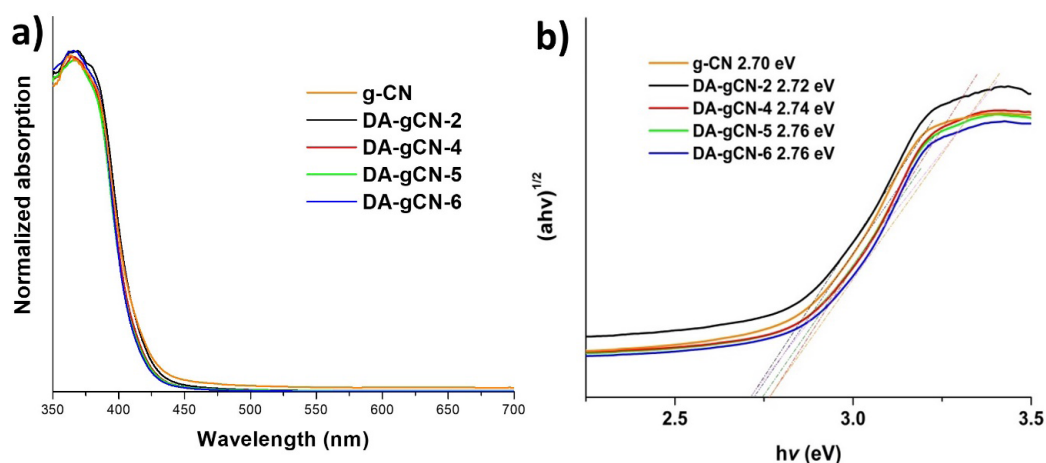 a)
Normalized absorption
g-CN
DA-gCN-2
DA-gCN-4
DA-gCN-5
DA-gCN-6
350 400 450 500 550 600 650 700
Wavelength (nm)
b)
(ahν)1/2
g-CN 2.70 eV
DA-gCN-2 2.72 eV
DA-gCN-4 2.74 eV
DA-gCN-5 2.76 eV
DA-gCN-6 2.76 eV
2.5 3.0 3.5
hν (eV)